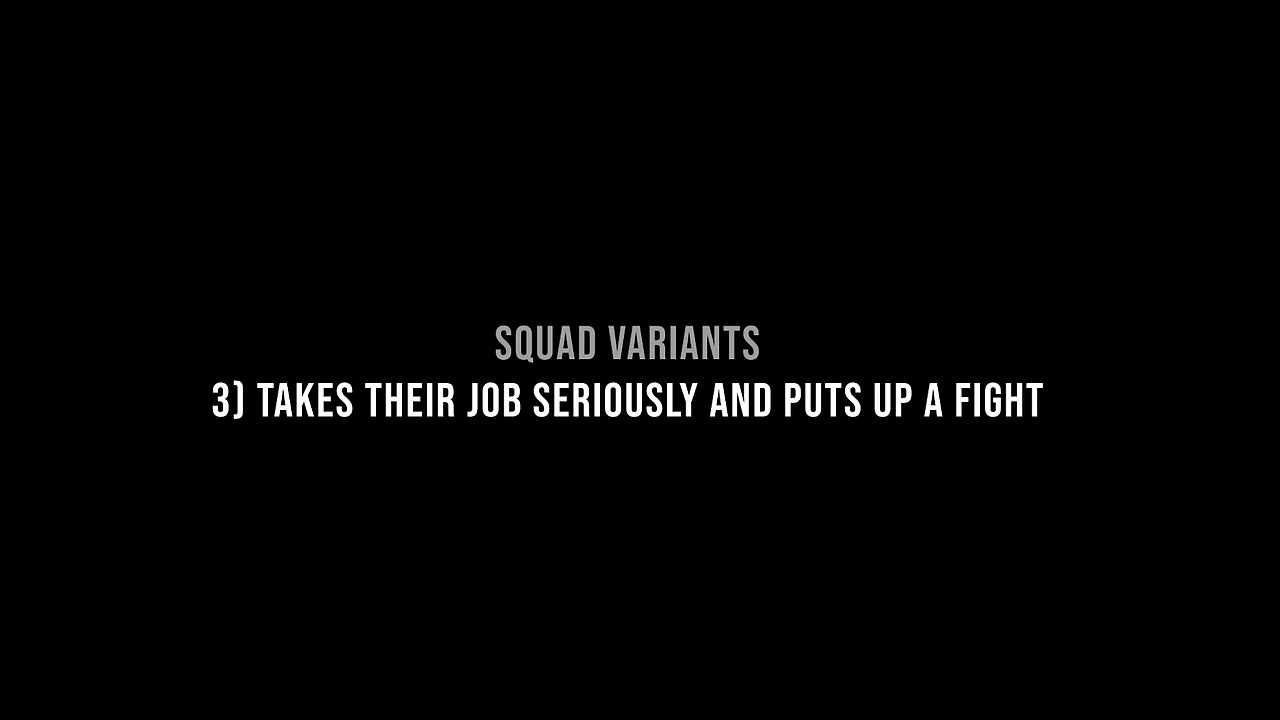 SQUAD VARIANTS
3) TAKES THEIR JOB SERIOUSLY AND PUTS UP A FIGHT